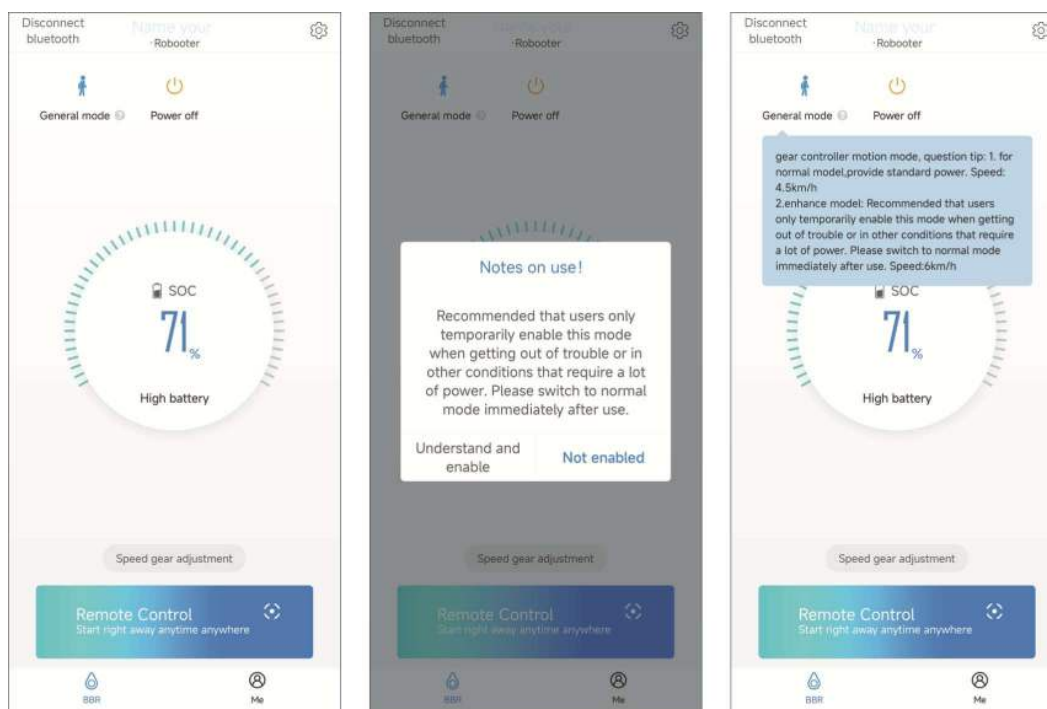 Disconnect
bluetooth
Name your
·Robooter
General mode
Power off
SOC
71%
High battery
Speed gear adjustment
Remote Control
Start right away anytime anywhere
BBR
Me
Disconnect
bluetooth
·Robooter
General mode
Power off
Notes on use!
Recommended that users only
temporarily enable this mode
when getting out of trouble or in
other conditions that require a lot
of power. Please switch to normal
mode immediately after use.
Understand and
enable
Not enabled
Speed gear adjustment
Remote Control
Start right away anytime anywhere
BBR
Me
Disconnect
bluetooth
Name your
·Robooter
General mode
Power off
gear controller motion mode, question tip: 1. for
normal model,provide standard power. Speed:
4.5km/h
2.enhance model: Recommended that users
only temporarily enable this mode when getting
out of trouble or in other conditions that require
a lot of power. Please switch to normal mode
immediately after use. Speed:6km/h
SOC
71%
High battery
Speed gear adjustment
Remote Control
Start right away anytime anywhere
BBR
Me